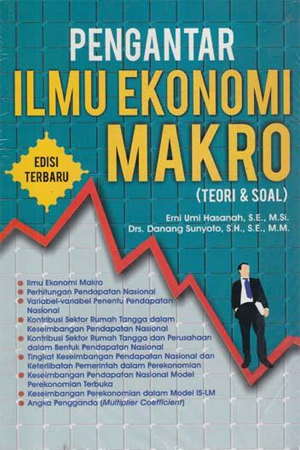 PENGANTAR
ILMU EKONOMI
MAKRO
(TEORI & SOAL)
EDISI
TERBARU
Erni Umi Hasanah, S.E., M.Si.
Drs. Danang Sunyoto, S.H., S.E., M.M.
Ilmu Ekonomi Makro
Perhitungan Pendapatan Nasional
Variabel-variabel Penentu Pendapatan
Nasional
Kontribusi Sektor Rumah Tangga dalam
Keseimbangan Pendapatan Nasional
Kontribusi Sektor Rumah Tangga dan Perusahaan
dalam Bentuk Pendapatan Nasional
Tingkat Keseimbangan Pendapatan Nasional dan
Keterlibatan Pemerintah dalam Perekonomian
Keseimbangan Pendapatan Nasional Model
Perekonomian Terbuka
Keseimbangan Perekonomian dalam Model IS-LM
Angka Pengganda (Multiplier Coefficient)